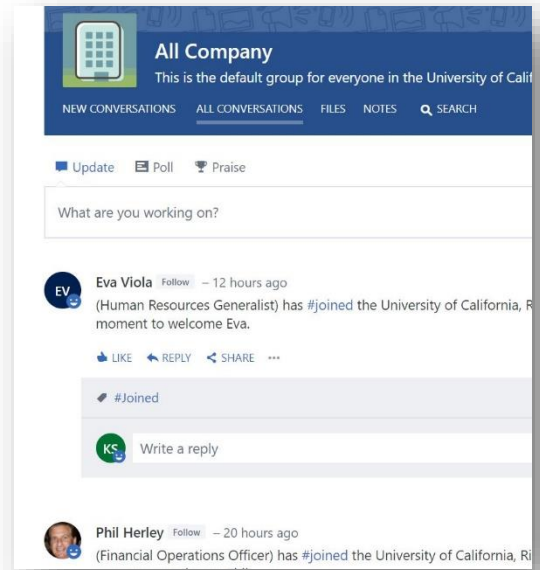 All Company
This is the default group for everyone in the University of Calif
NEW CONVERSATIONS ALL CONVERSATIONS FILES NOTES SEARCH
Update Poll Praise
What are you working on?
EV
Eva Viola Follow – 12 hours ago
(Human Resources Generalist) has #joined the University of California, R
moment to welcome Eva.
LIKE REPLY SHARE ···
#Joined
KS
Write a reply
Phil Herley Follow – 20 hours ago
(Financial Operations Officer) has #joined the University of California, Ri